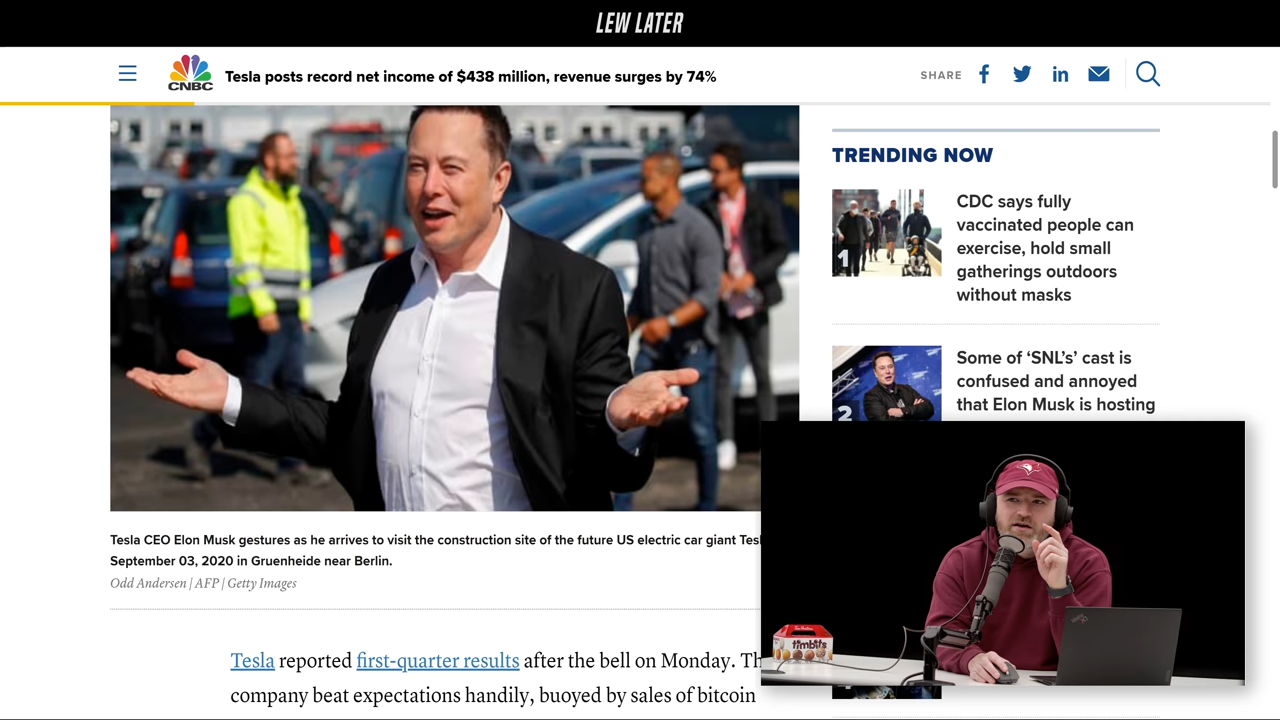 LEW LATER
CNBC
Tesla posts record net income of $438 million, revenue surges by 74%
SHARE
TRENDING NOW
1
CDC says fully
vaccinated people can
exercise, hold small
gatherings outdoors
without masks
2
Some of ‘SNL’s’ cast is
confused and annoyed
that Elon Musk is hosting
Tesla CEO Elon Musk gestures as he arrives to visit the construction site of the future US electric car giant
September 03, 2020 in Gruenheide near Berlin.
Odd Andersen | AFP | Getty Images
Tesla reported first-quarter results after the bell on Monday.
company beat expectations handily, buoyed by sales of bitcoin
timbits